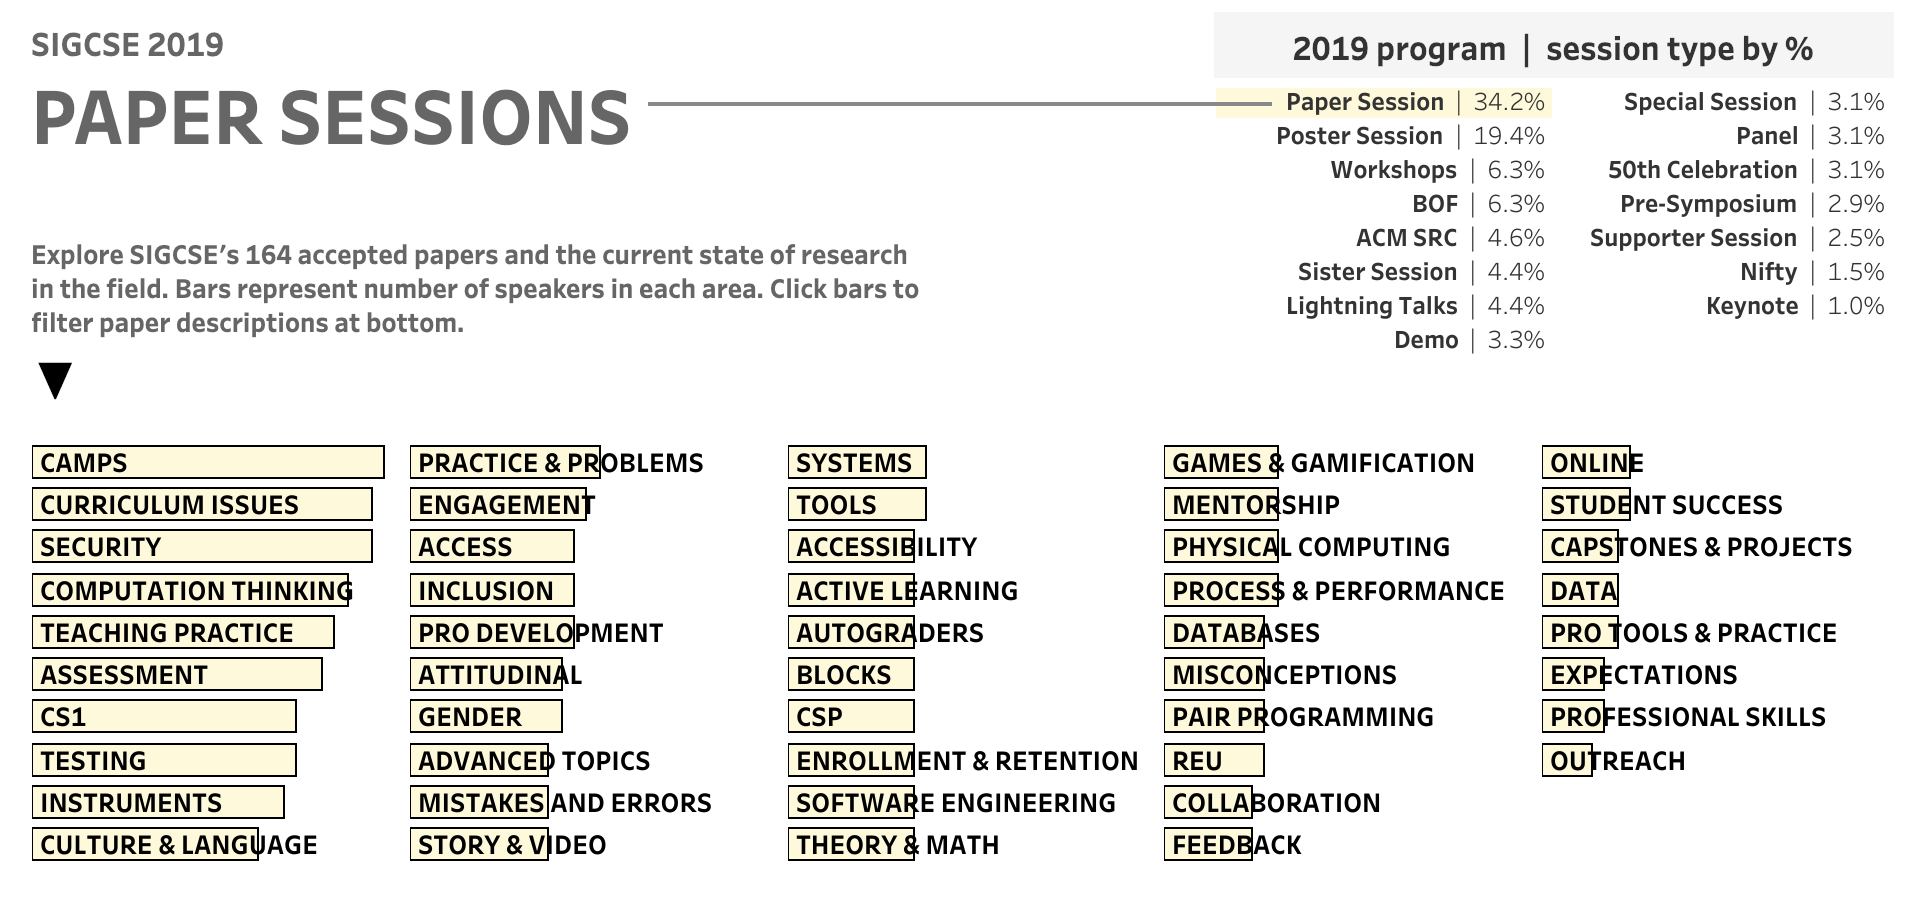 SIGCSE 2019
PAPER SESSIONS
Explore SIGCSE’s 164 accepted papers and the current state of research
in the field. Bars represent number of speakers in each area. Click bars to
filter paper descriptions at bottom.
2019 program | session type by %
Paper Session | 34.2%
Poster Session | 19.4%
Workshops | 6.3%
BOF | 6.3%
ACM SRC | 4.6%
Sister Session | 4.4%
Lightning Talks | 4.4%
Demo | 3.3%
Special Session | 3.1%
Panel | 3.1%
50th Celebration | 3.1%
Pre-Symposium | 2.9%
Supporter Session | 2.5%
Nifty | 1.5%
Keynote | 1.0%
CAMPS
CURRICULUM ISSUES
SECURITY
COMPUTATION THINKING
TEACHING PRACTICE
ASSESSMENT
CS1
TESTING
INSTRUMENTS
CULTURE & LANGUAGE
PRACTICE & PROBLEMS
ENGAGEMENT
ACCESS
INCLUSION
PRO DEVELOPMENT
ATTITUDINAL
GENDER
ADVANCED TOPICS
MISTAKES AND ERRORS
STORY & VIDEO
SYSTEMS
TOOLS
ACCESSIBILITY
ACTIVE LEARNING
AUTOGRADERS
BLOCKS
CSP
ENROLLMENT & RETENTION
SOFTWARE ENGINEERING
THEORY & MATH
GAMES & GAMIFICATION
MENTORSHIP
PHYSICAL COMPUTING
PROCESS & PERFORMANCE
DATABASES
MISCONCEPTIONS
PAIR PROGRAMMING
REU
COLLABORATION
FEEDBACK
ONLINE
STUDENT SUCCESS
CAPSTONES & PROJECTS
DATA
PRO TOOLS & PRACTICE
EXPECTATIONS
PROFESSIONAL SKILLS
OUTREACH